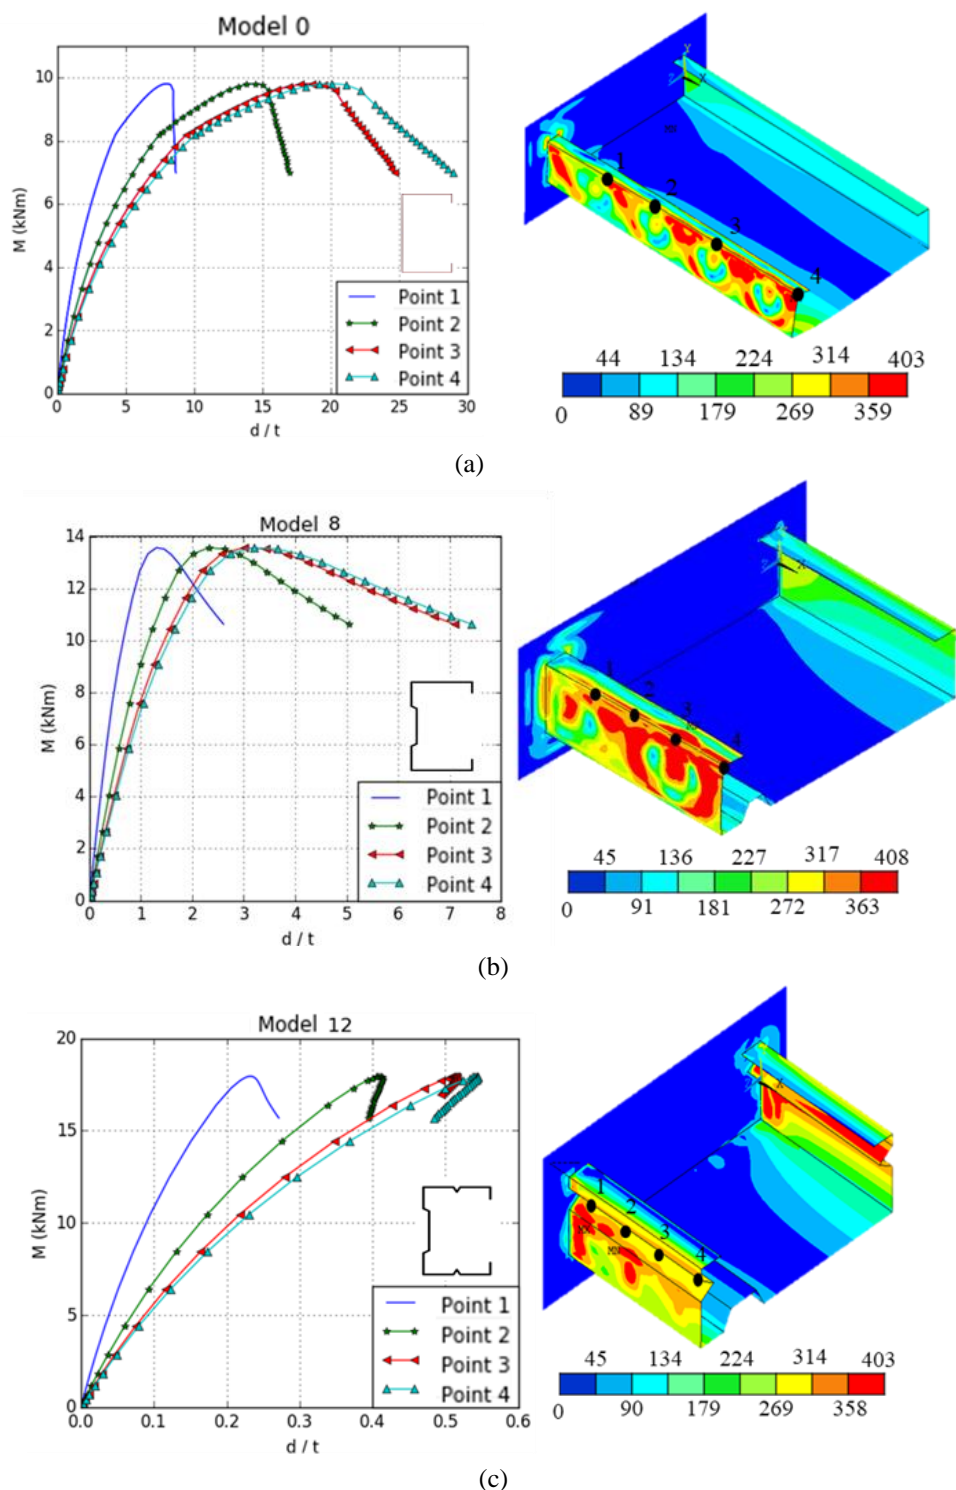 Model 0
M (kNm)
10
8
6
4
2
0
0 5 10 15 20 25 30
d / t
Point 1
Point 2
Point 3
Point 4
Y
Z X
1
2
3
4
44 134 224 314 403
0 89 179 269 359
(a)
Model 8
M (kNm)
14
12
10
8
6
4
2
0
0 1 2 3 4 5 6 7 8
d / t
Point 1
Point 2
Point 3
Point 4
Z X
1
2
3
4
45 136 227 317 408
0 91 181 272 363
(b)
Model 12
M (kNm)
20
15
10
5
0
0.0 0.1 0.2 0.3 0.4 0.5 0.6
d / t
Point 1
Point 2
Point 3
Point 4
X
1
2
3
4
MN
45 134 224 314 403
0 90 179 269 358
(c)